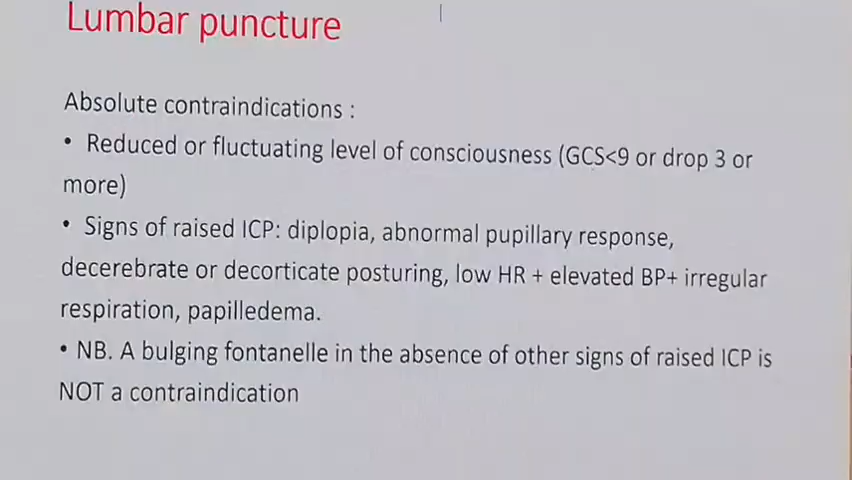 Lumbar puncture
Absolute contraindications :
• Reduced or fluctuating level of consciousness (GCS<9 or drop 3 or
more)
• Signs of raised ICP: diplopia, abnormal pupillary response,
decerebrate or decorticate posturing, low HR + elevated BP+ irregular
respiration, papilledema.
• NB. A bulging fontanelle in the absence of other signs of raised ICP is
NOT a contraindication